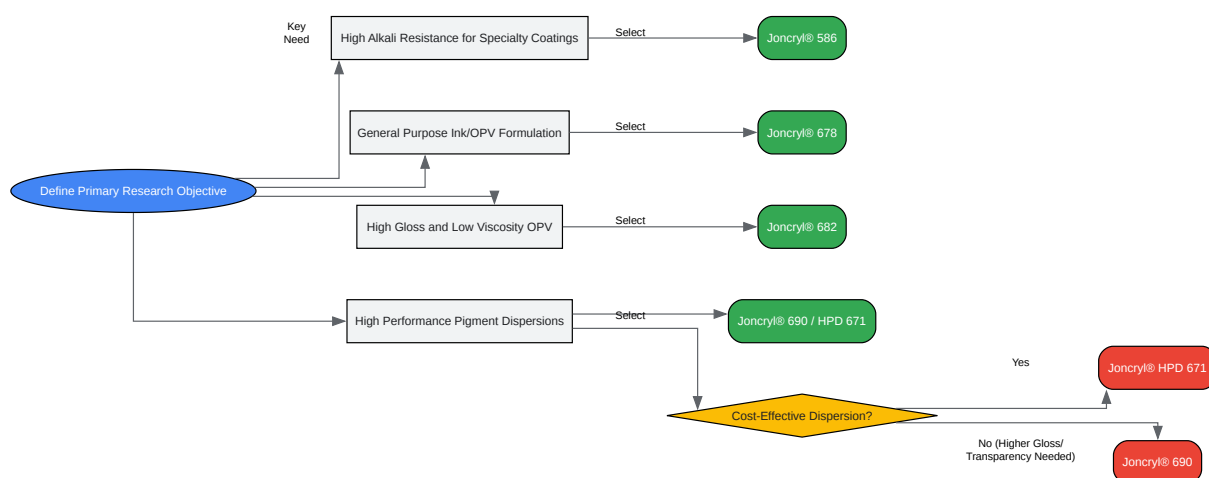 Key
Need
High Alkali Resistance for Specialty Coatings
Select
Joncryl® 586
General Purpose Ink/OPV Formulation
Select
Joncryl® 678
Define Primary Research Objective
High Gloss and Low Viscosity OPV
Select
Joncryl® 682
High Performance Pigment Dispersions
Select
Joncryl® 690 / HPD 671
Cost-Effective Dispersion?
Yes
Joncryl® HPD 671
No (Higher Gloss/
Transparency Needed)
Joncryl® 690